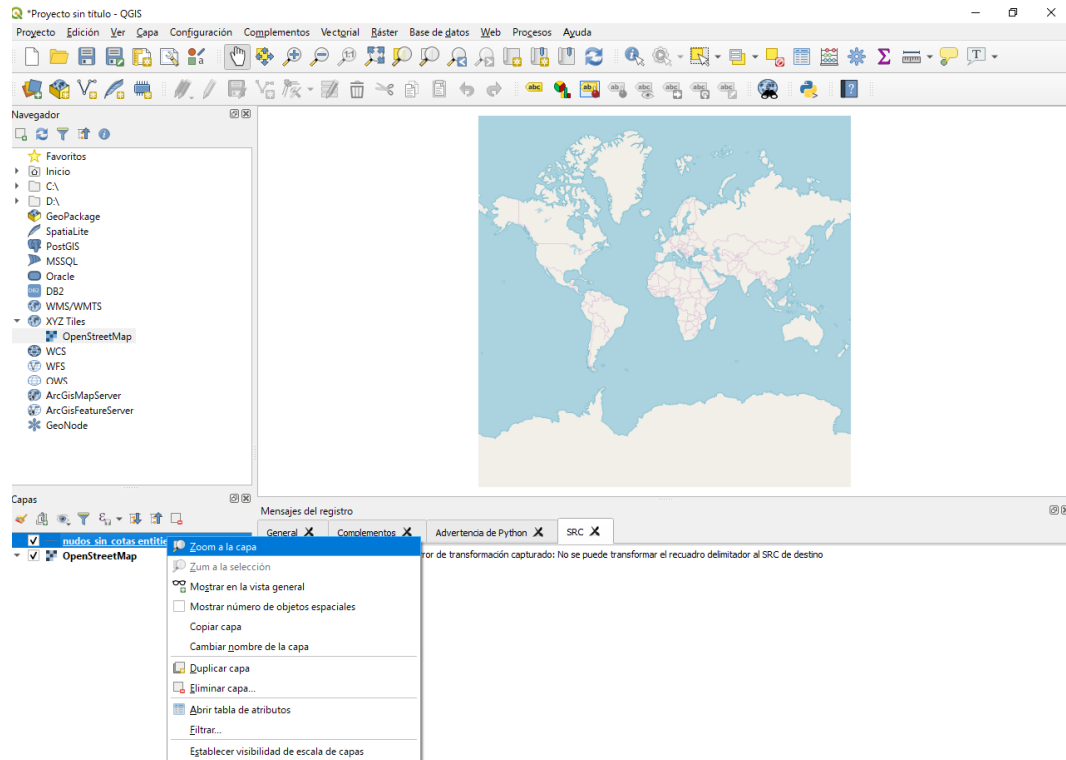 *Proyecto sin título - QGIS
Proyecto Edición Ver Capa Configuración Complementos Vectorial Ráster Base de datos Web Procesos Ayuda
Navegador
Favoritos
Inicio
C:\
D:\
GeoPackage
SpatiaLite
PostGIS
MSSQL
Oracle
DB2
WMS/WMTS
XYZ Tiles
OpenStreetMap
WCS
WFS
OWS
ArcGisMapServer
ArcGisFeatureServer
GeoNode
Capas
nudos sin cotas entitie
OpenStreetMap
Mensajes del registro
General Complementos Advertencia de Python SRC
ror de transformación capturado: No se puede transformar el recuadro delimitador al SRC de destino
Zoom a la capa
Zum a la selección
Mostrar en la vista general
Mostrar número de objetos espaciales
Copiar capa
Cambiar nombre de la capa
Duplicar capa
Eliminar capa...
Abrir tabla de atributos
Filtrar...
Establecer visibilidad de escala de capas